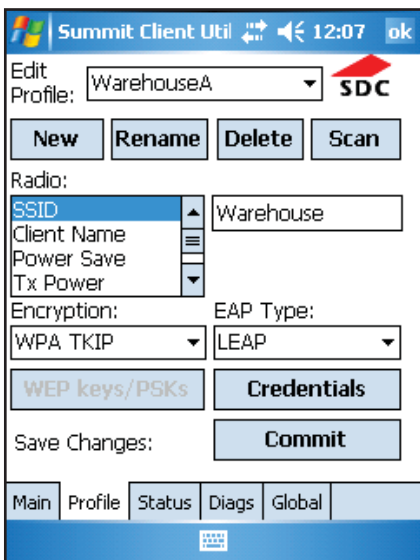 Summit Client Util 12:07 ok
Edit Profile: WarehouseA
SDC
New Rename Delete Scan
Radio:
SSID Warehouse
Client Name
Power Save
Tx Power
Encryption: EAP Type:
WPA TKIP LEAP
WEP keys/PSKs Credentials
Save Changes: Commit
Main Profile Status Diags Global